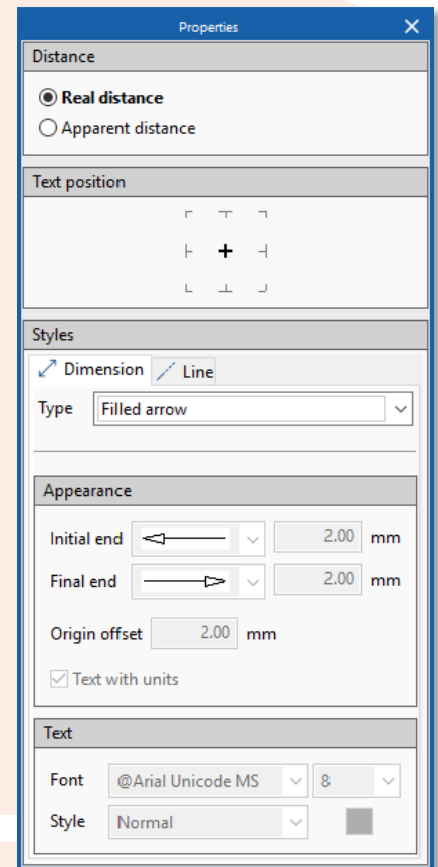 Properties
Distance
Real distance
Apparent distance
Text position
Styles
Dimension Line
Type Filled arrow
Appearance
Initial end 2.00 mm
Final end 2.00 mm
Origin offset 2.00 mm
Text with units
Text
Font @Arial Unicode MS 8
Style Normal